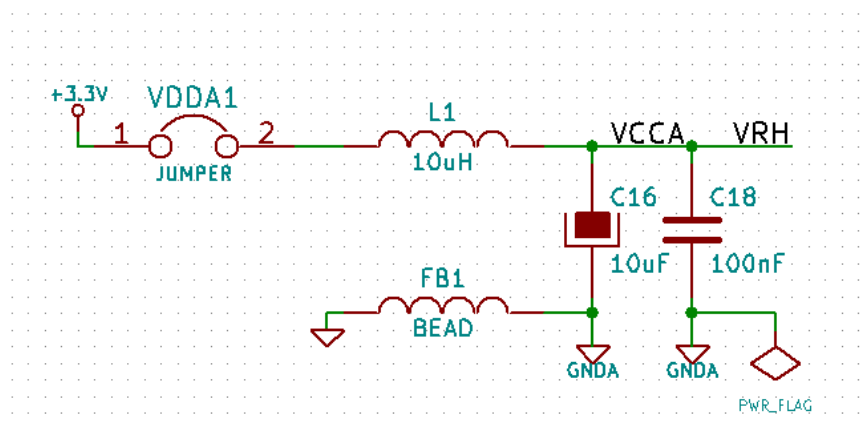 +3.3V
VDDA1
1
2
JUMPER
L1
10uH
VCCA
VRH
C16
10uF
C18
100nF
FB1
BEAD
GNDA
GNDA
PWR_FLAG